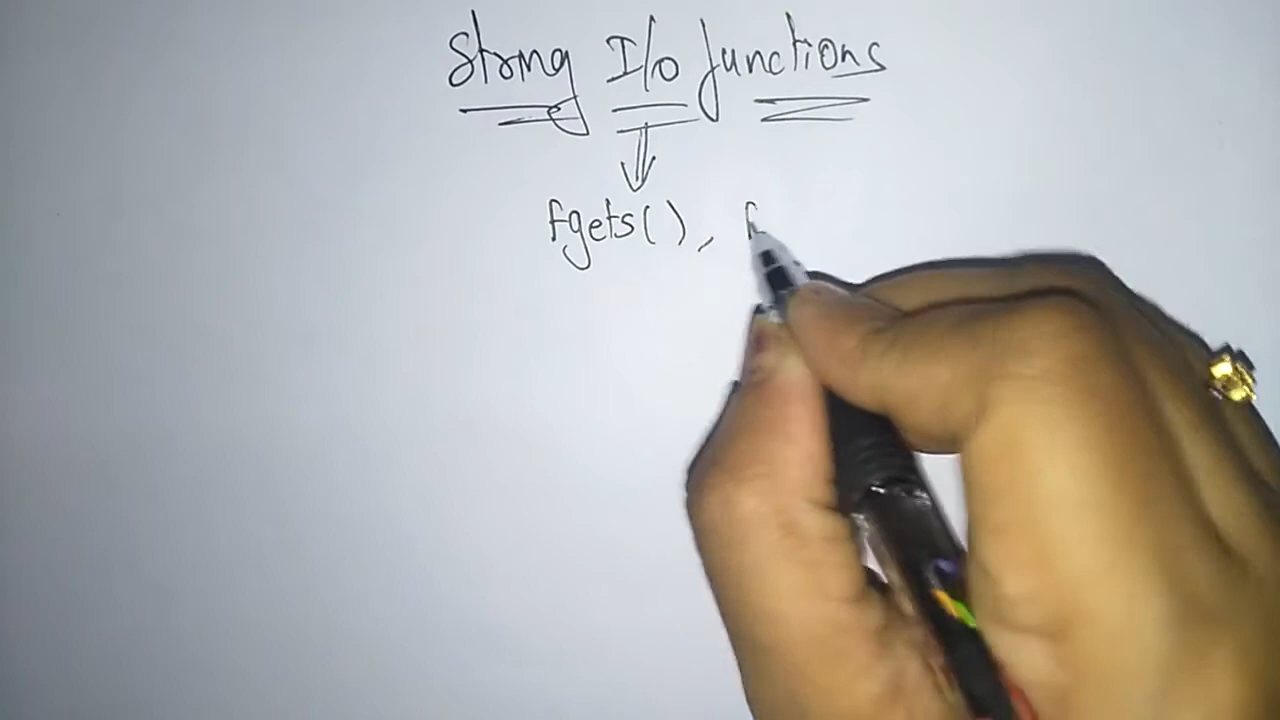 String I/o functions
fgets(), f